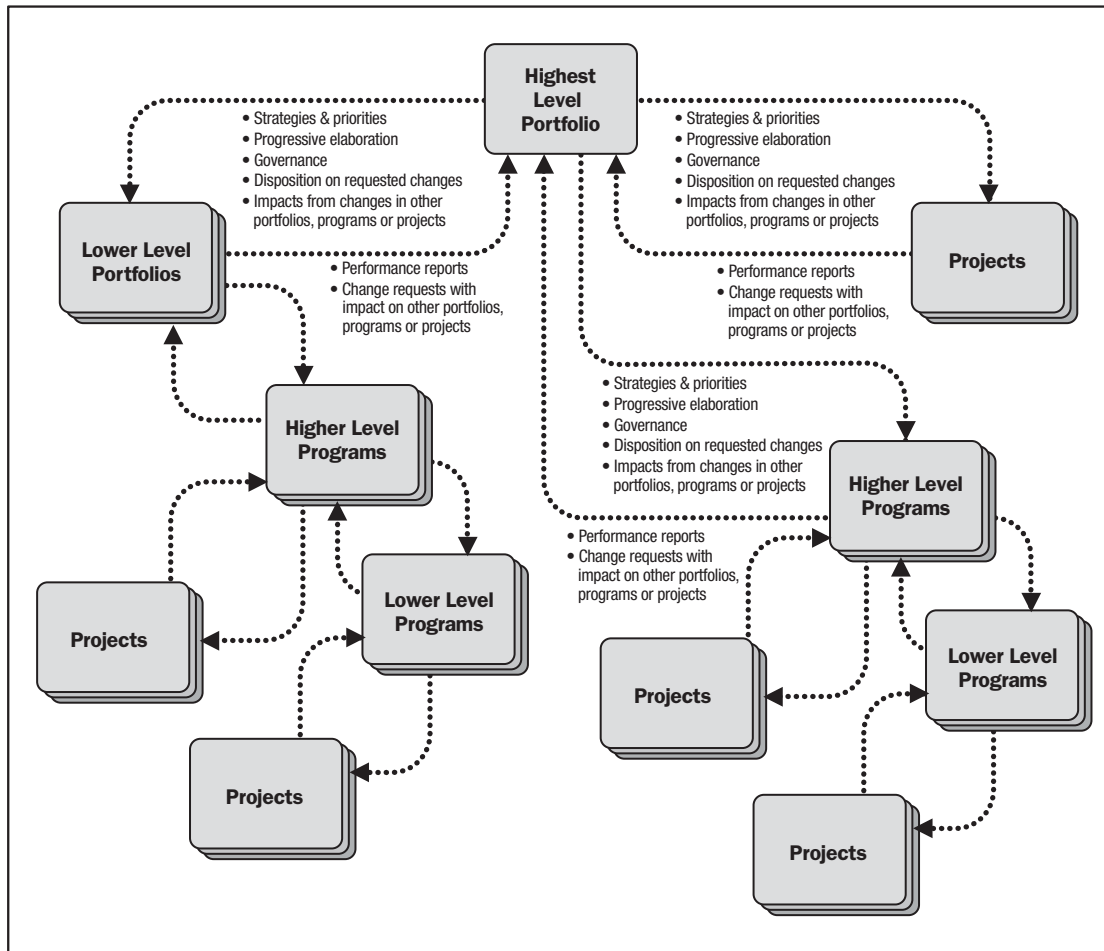 Highest
Level
Portfolio
• Strategies & priorities
• Progressive elaboration
• Governance
• Disposition on requested changes
• Impacts from changes in other
portfolios, programs or projects
• Strategies & priorities
• Progressive elaboration
• Governance
• Disposition on requested changes
• Impacts from changes in other
portfolios, programs or projects
Lower Level
Portfolios
Projects
• Performance reports
• Change requests with
impact on other portfolios,
programs or projects
• Performance reports
• Change requests with
impact on other portfolios,
programs or projects
• Strategies & priorities
• Progressive elaboration
• Governance
• Disposition on requested changes
• Impacts from changes in other
portfolios, programs or projects
Higher Level
Programs
Higher Level
Programs
• Performance reports
• Change requests with
impact on other portfolios,
programs or projects
Lower Level
Programs
Projects
Lower Level
Programs
Projects
Projects
Projects